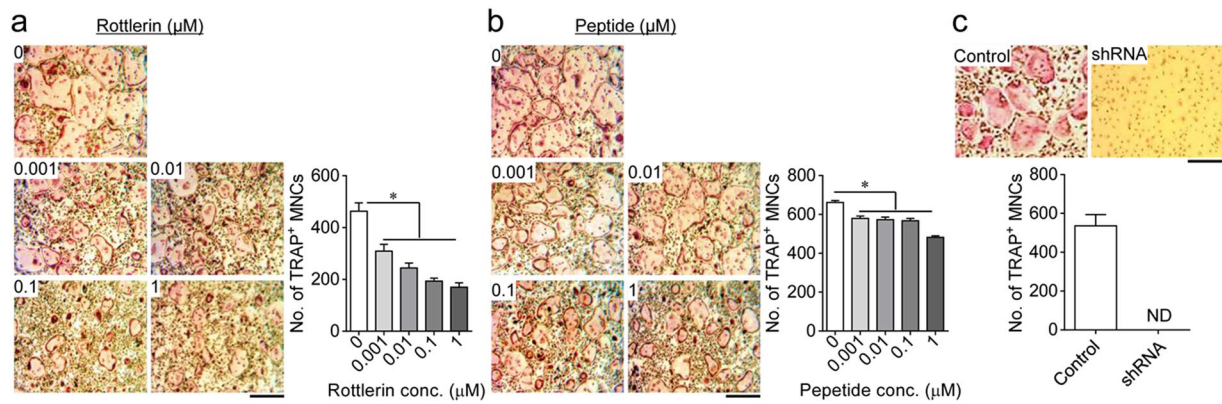 a
Rottlerin (μM)
0
0.001
0.01
0.1
1
No. of TRAP+ MNCs
600
400
200
0
*
0
0.001
0.01
0.1
1
Rottlerin conc. (μM)
b
Peptide (μM)
0
0.001
0.01
0.1
1
No. of TRAP+ MNCs
800
600
400
200
0
*
0
0.001
0.01
0.1
1
Pepetide conc. (μM)
c
Control
shRNA
No. of TRAP+ MNCs
800
600
400
200
0
ND
Control
shRNA